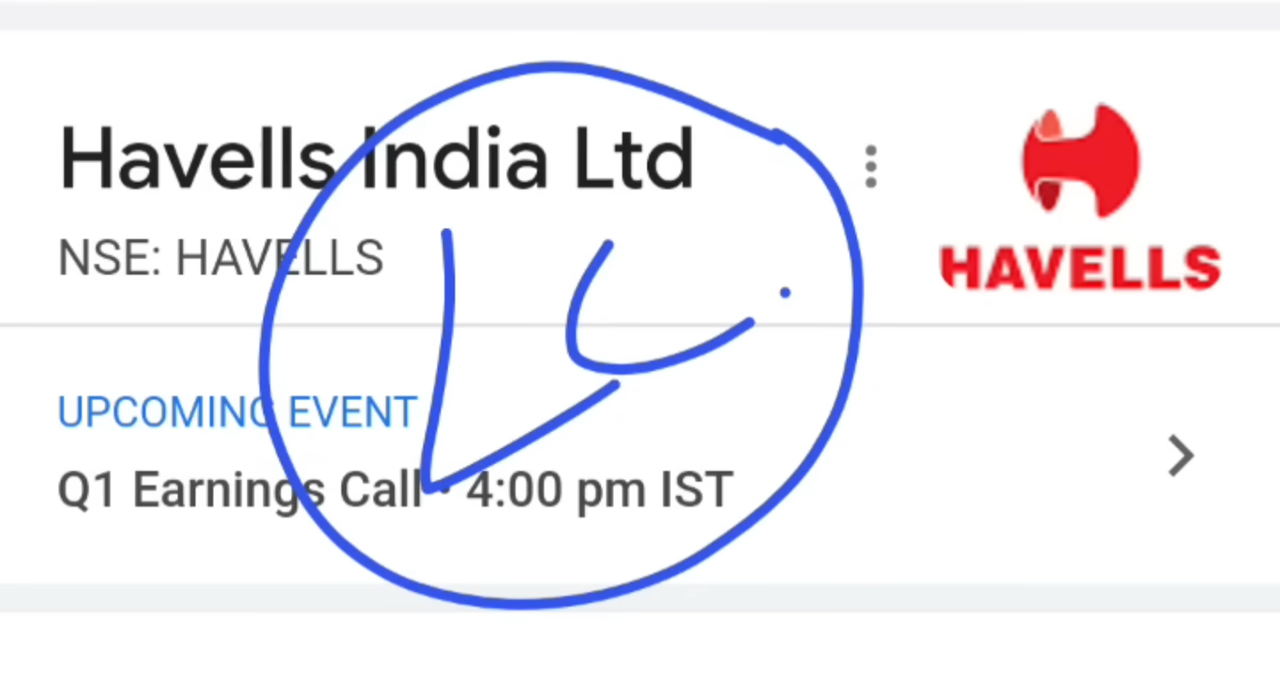 Havells India Ltd
NSE: HAVELLS
HAVELLS
UPCOMING EVENT
Q1 Earnings Call · 4:00 pm IST